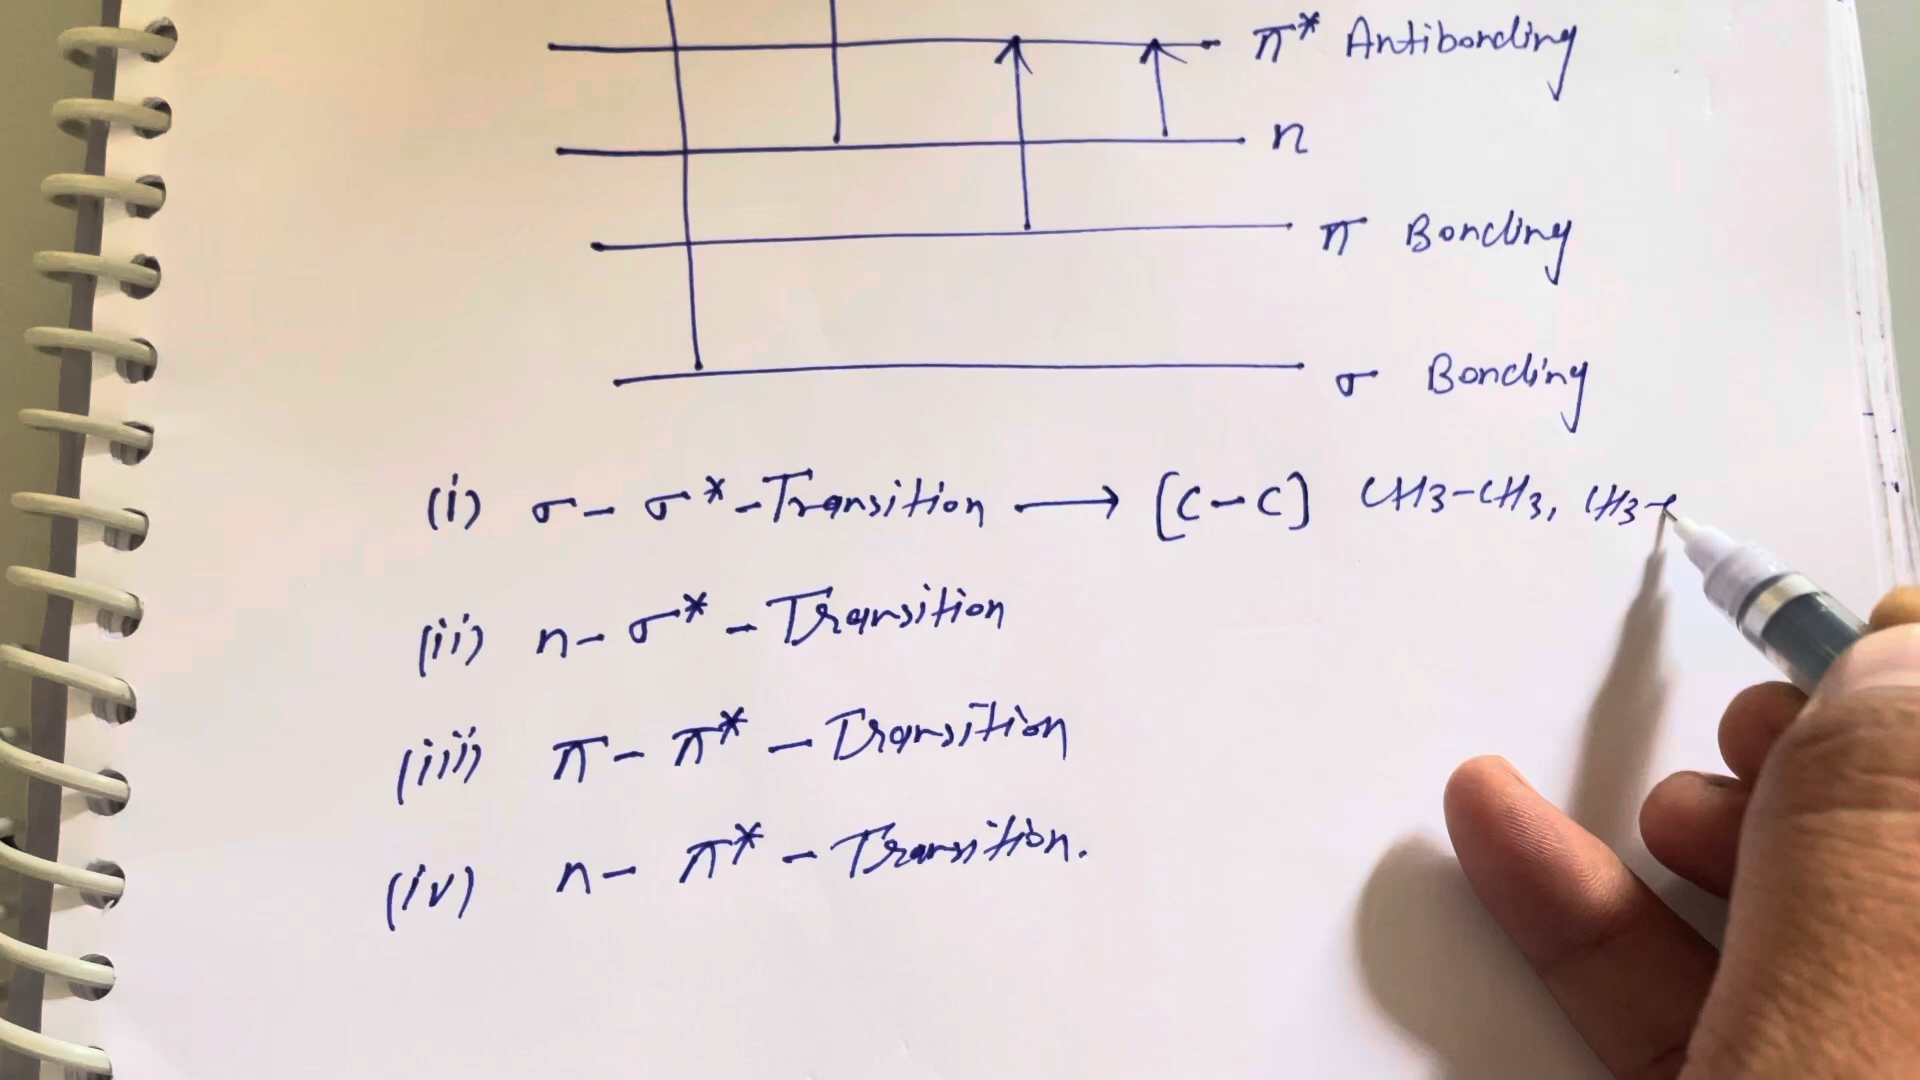 π* Antibonding
n
π Bonding
σ Bonding
(i) σ - σ* - Transition → [C-C] CH3-CH3, CH3-C
(ii) n - σ* - Transition
(iii) π - π* - Transition
(iv) n - π* - Transition.